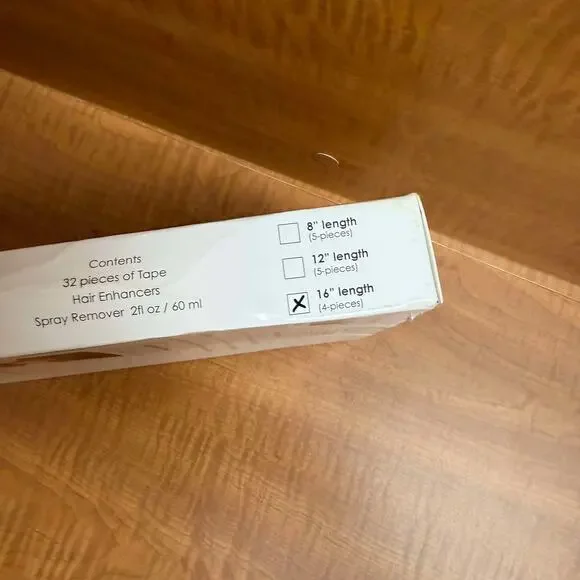 Contents
32 pieces of Tape
Hair Enhancers
Spray Remover 2fl oz / 60 ml
8" length
(5-pieces)
12" length
(5-pieces)
16" length
(4-pieces)